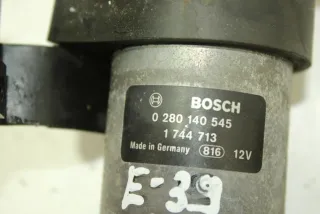 BOSCH
0 280 140 545
1 744 713
Made in Germany 816 12V
E-39